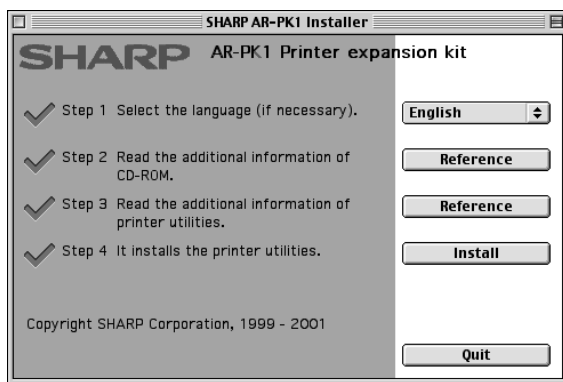 SHARP AR-PK1 Installer
SHARP AR-PK1 Printer expansion kit
Step 1 Select the language (if necessary).
English
Step 2 Read the additional information of
CD-ROM.
Reference
Step 3 Read the additional information of
printer utilities.
Reference
Step 4 It installs the printer utilities.
Install
Copyright SHARP Corporation, 1999 - 2001
Quit